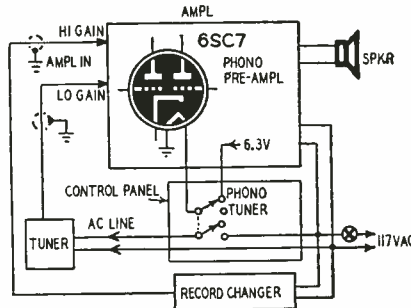 AMPL
HI GAIN
6SC7
AMPL IN
PHONO
PRE-AMPL
SPKR
LO GAIN
6.3V
CONTROL PANEL
PHONO
TUNER
AC LINE
TUNER
117VAC
RECORD CHANGER